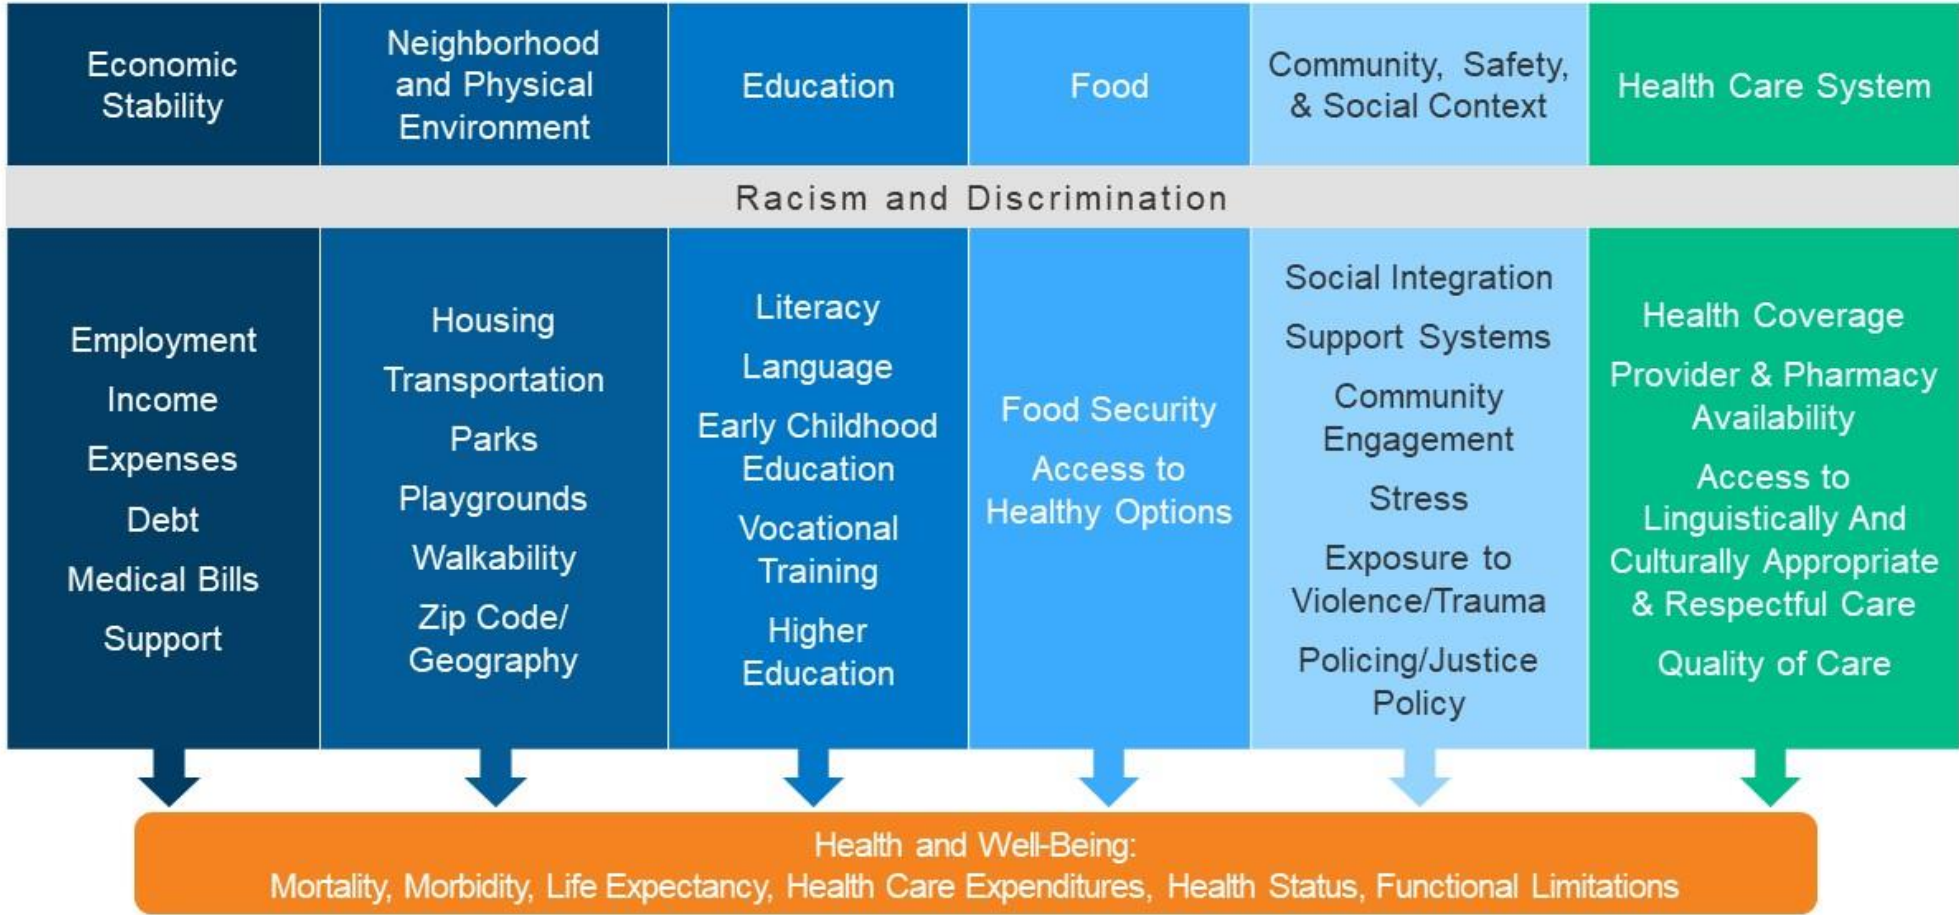 Economic
Stability
Neighborhood
and Physical
Environment
Education
Food
Community, Safety,
& Social Context
Health Care System
Racism and Discrimination
Employment
Income
Expenses
Debt
Medical Bills
Support
Housing
Transportation
Parks
Playgrounds
Walkability
Zip Code/
Geography
Literacy
Language
Early Childhood
Education
Vocational
Training
Higher
Education
Food Security
Access to
Healthy Options
Social Integration
Support Systems
Community
Engagement
Stress
Exposure to
Violence/Trauma
Policing/Justice
Policy
Health Coverage
Provider & Pharmacy
Availability
Access to
Linguistically And
Culturally Appropriate
& Respectful Care
Quality of Care
Health and Well-Being:
Mortality, Morbidity, Life Expectancy, Health Care Expenditures, Health Status, Functional Limitations